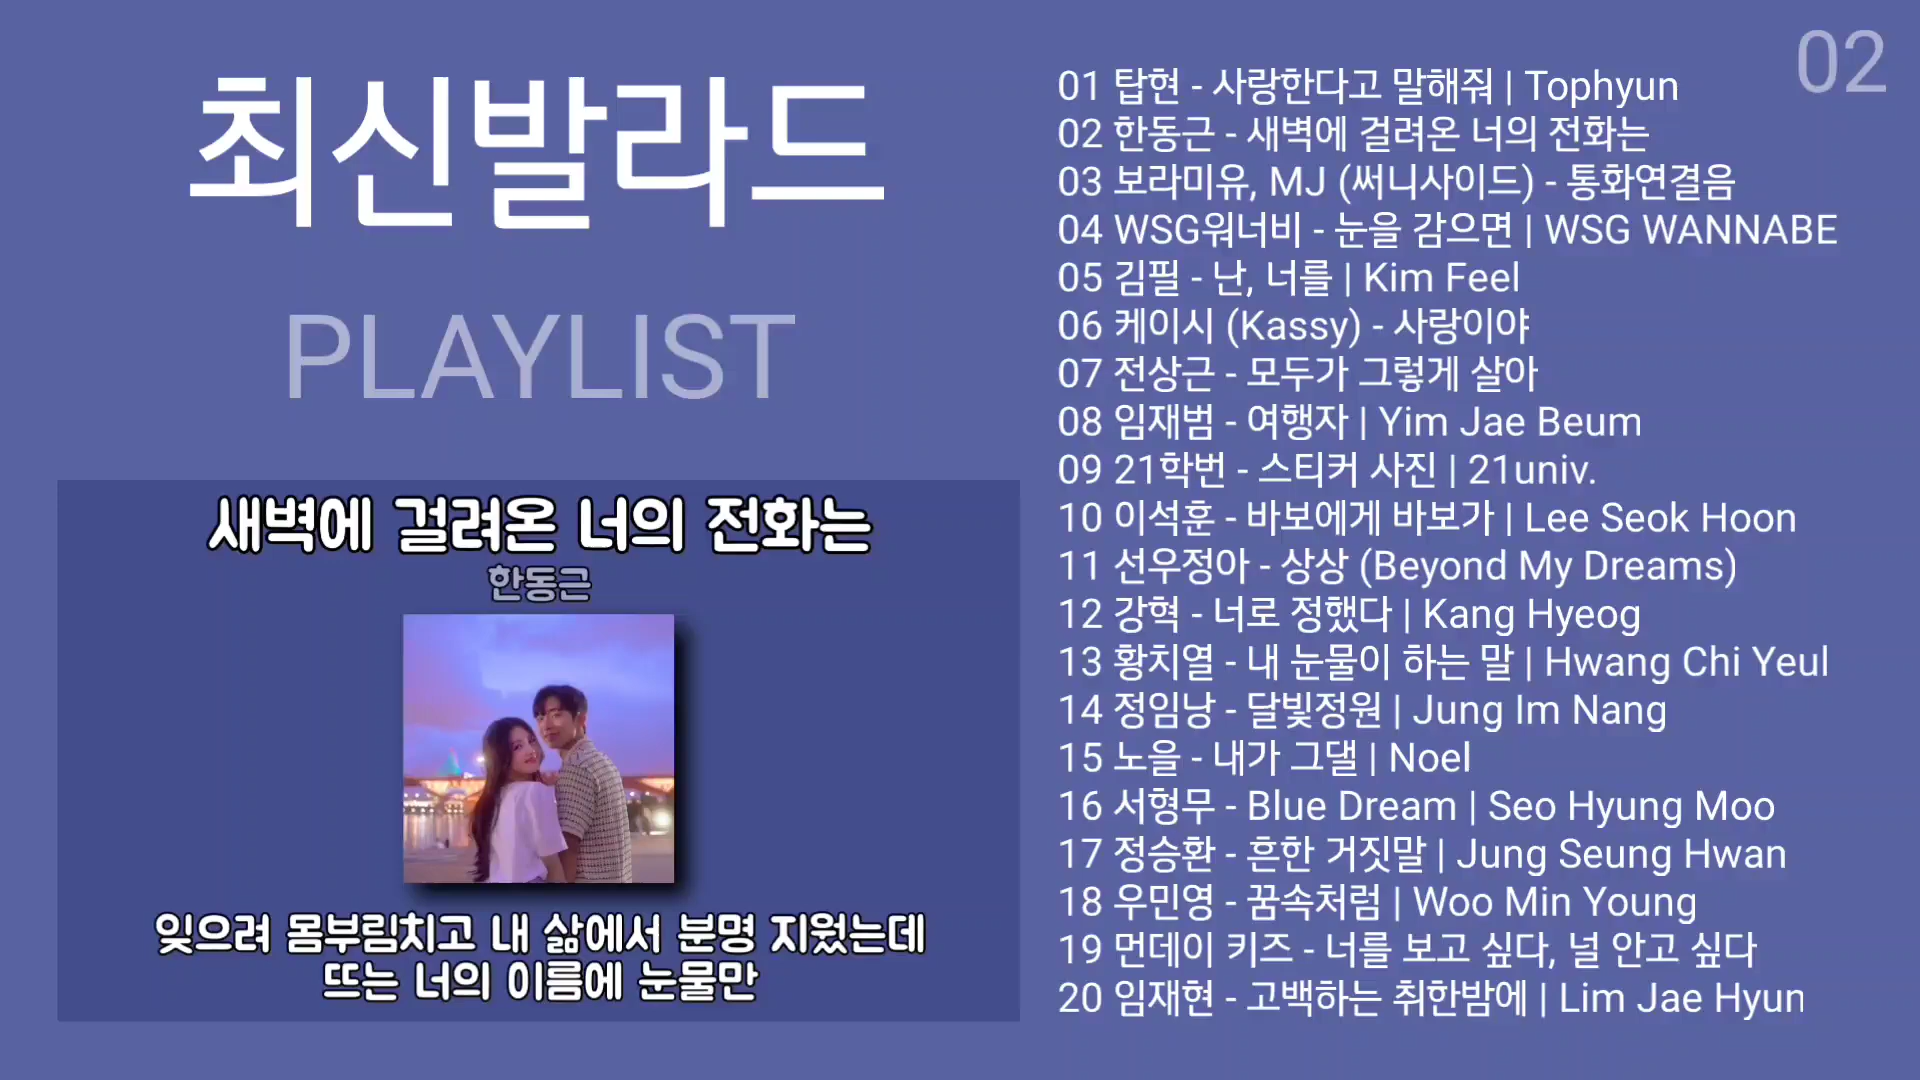 최신발라드
PLAYLIST
새벽에 걸려온 너의 전화는
한동근
잊으려 몸부림치고 내 삶에서 분명 지웠는데
뜨는 너의 이름에 눈물만
02
01 탑현 - 사랑한다고 말해줘 | Tophyun
02 한동근 - 새벽에 걸려온 너의 전화는
03 보라미유, MJ (써니사이드) - 통화연결음
04 WSG워너비 - 눈을 감으면 | WSG WANNABE
05 김필 - 난, 너를 | Kim Feel
06 케이시 (Kassy) - 사랑이야
07 전상근 - 모두가 그렇게 살아
08 임재범 - 여행자 | Yim Jae Beum
09 21학번 - 스티커 사진 | 21univ.
10 이석훈 - 바보에게 바보가 | Lee Seok Hoon
11 선우정아 - 상상 (Beyond My Dreams)
12 강혁 - 너로 정했다 | Kang Hyeog
13 황치열 - 내 눈물이 하는 말 | Hwang Chi Yeul
14 정임낭 - 달빛정원 | Jung Im Nang
15 노을 - 내가 그댈 | Noel
16 서형무 - Blue Dream | Seo Hyung Moo
17 정승환 - 흔한 거짓말 | Jung Seung Hwan
18 우민영 - 꿈속처럼 | Woo Min Young
19 먼데이 키즈 - 너를 보고 싶다, 널 안고 싶다
20 임재현 - 고백하는 취한밤에 | Lim Jae Hyun